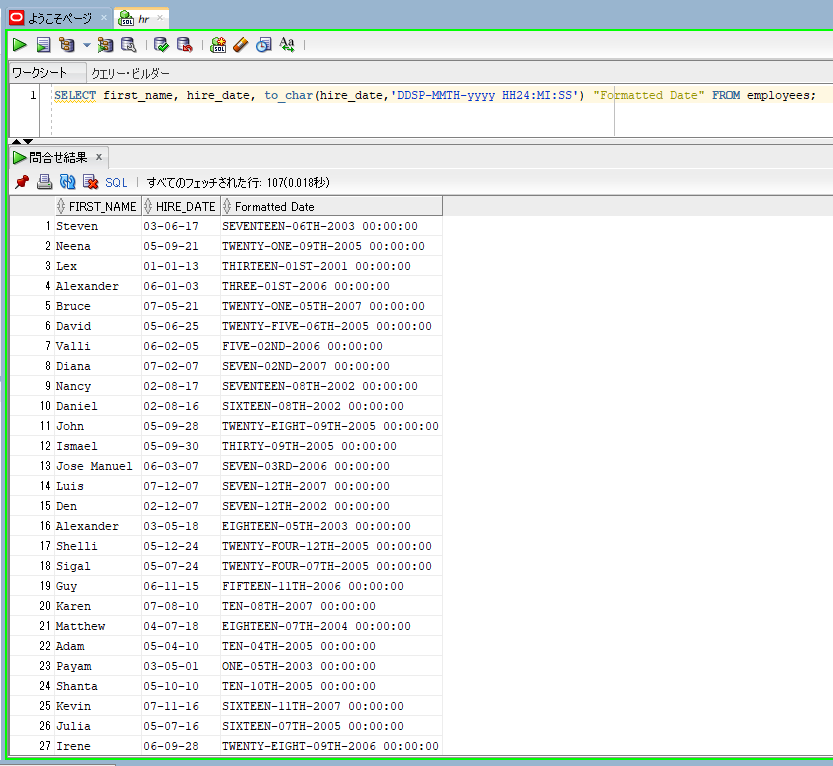 ようこそページ hr
ワークシート クエリー・ビルダー
1 SELECT first_name, hire_date, to_char(hire_date,'DDSP-MMTH-yyyy HH24:MI:SS') "Formatted Date" FROM employees;
問合せ結果 x
SQL | すべてのフェッチされた行: 107(0.018秒)
FIRST_NAME HIRE_DATE Formatted Date
1 Steven 03-06-17 SEVENTEEN-06TH-2003 00:00:00
2 Neena 05-09-21 TWENTY-ONE-09TH-2005 00:00:00
3 Lex 01-01-13 THIRTEEN-01ST-2001 00:00:00
4 Alexander 06-01-03 THREE-01ST-2006 00:00:00
5 Bruce 07-05-21 TWENTY-ONE-05TH-2007 00:00:00
6 David 05-06-25 TWENTY-FIVE-06TH-2005 00:00:00
7 Valli 06-02-05 FIVE-02ND-2006 00:00:00
8 Diana 07-02-07 SEVEN-02ND-2007 00:00:00
9 Nancy 02-08-17 SEVENTEEN-08TH-2002 00:00:00
10 Daniel 02-08-16 SIXTEEN-08TH-2002 00:00:00
11 John 05-09-28 TWENTY-EIGHT-09TH-2005 00:00:00
12 Ismael 05-09-30 THIRTY-09TH-2005 00:00:00
13 Jose Manuel 06-03-07 SEVEN-03RD-2006 00:00:00
14 Luis 07-12-07 SEVEN-12TH-2007 00:00:00
15 Den 02-12-07 SEVEN-12TH-2002 00:00:00
16 Alexander 03-05-18 EIGHTEEN-05TH-2003 00:00:00
17 Shelli 05-12-24 TWENTY-FOUR-12TH-2005 00:00:00
18 Sigal 05-07-24 TWENTY-FOUR-07TH-2005 00:00:00
19 Guy 06-11-15 FIFTEEN-11TH-2006 00:00:00
20 Karen 07-08-10 TEN-08TH-2007 00:00:00
21 Matthew 04-07-18 EIGHTEEN-07TH-2004 00:00:00
22 Adam 05-04-10 TEN-04TH-2005 00:00:00
23 Payam 03-05-01 ONE-05TH-2003 00:00:00
24 Shanta 05-10-10 TEN-10TH-2005 00:00:00
25 Kevin 07-11-16 SIXTEEN-11TH-2007 00:00:00
26 Julia 05-07-16 SIXTEEN-07TH-2005 00:00:00
27 Irene 06-09-28 TWENTY-EIGHT-09TH-2006 00:00:00